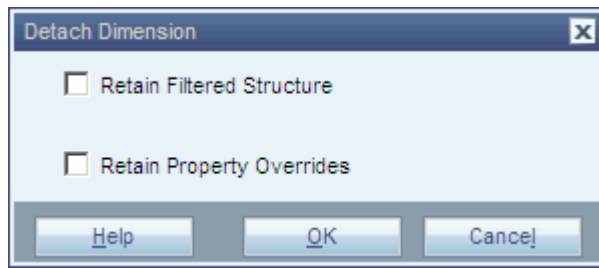 Detach Dimension
Retain Filtered Structure
Retain Property Overrides
Help OK Cancel